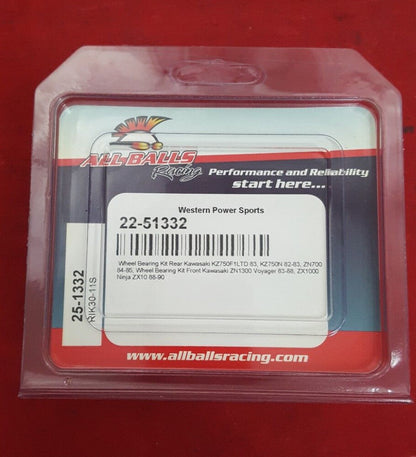 ALL BALLS
Racing
Performance and Reliability
start here...
Western Power Sports
22-51332
Wheel Bearing Kit Rear Kawasaki KZ750F1LTD 83, KZ750N 82-83, ZN700
84-85, Wheel Bearing Kit Front Kawasaki ZN1300 Voyager 83-88, ZX1000
Ninja ZX10 88-90
25-1332
RIK30-11S
www.allballsracing.com